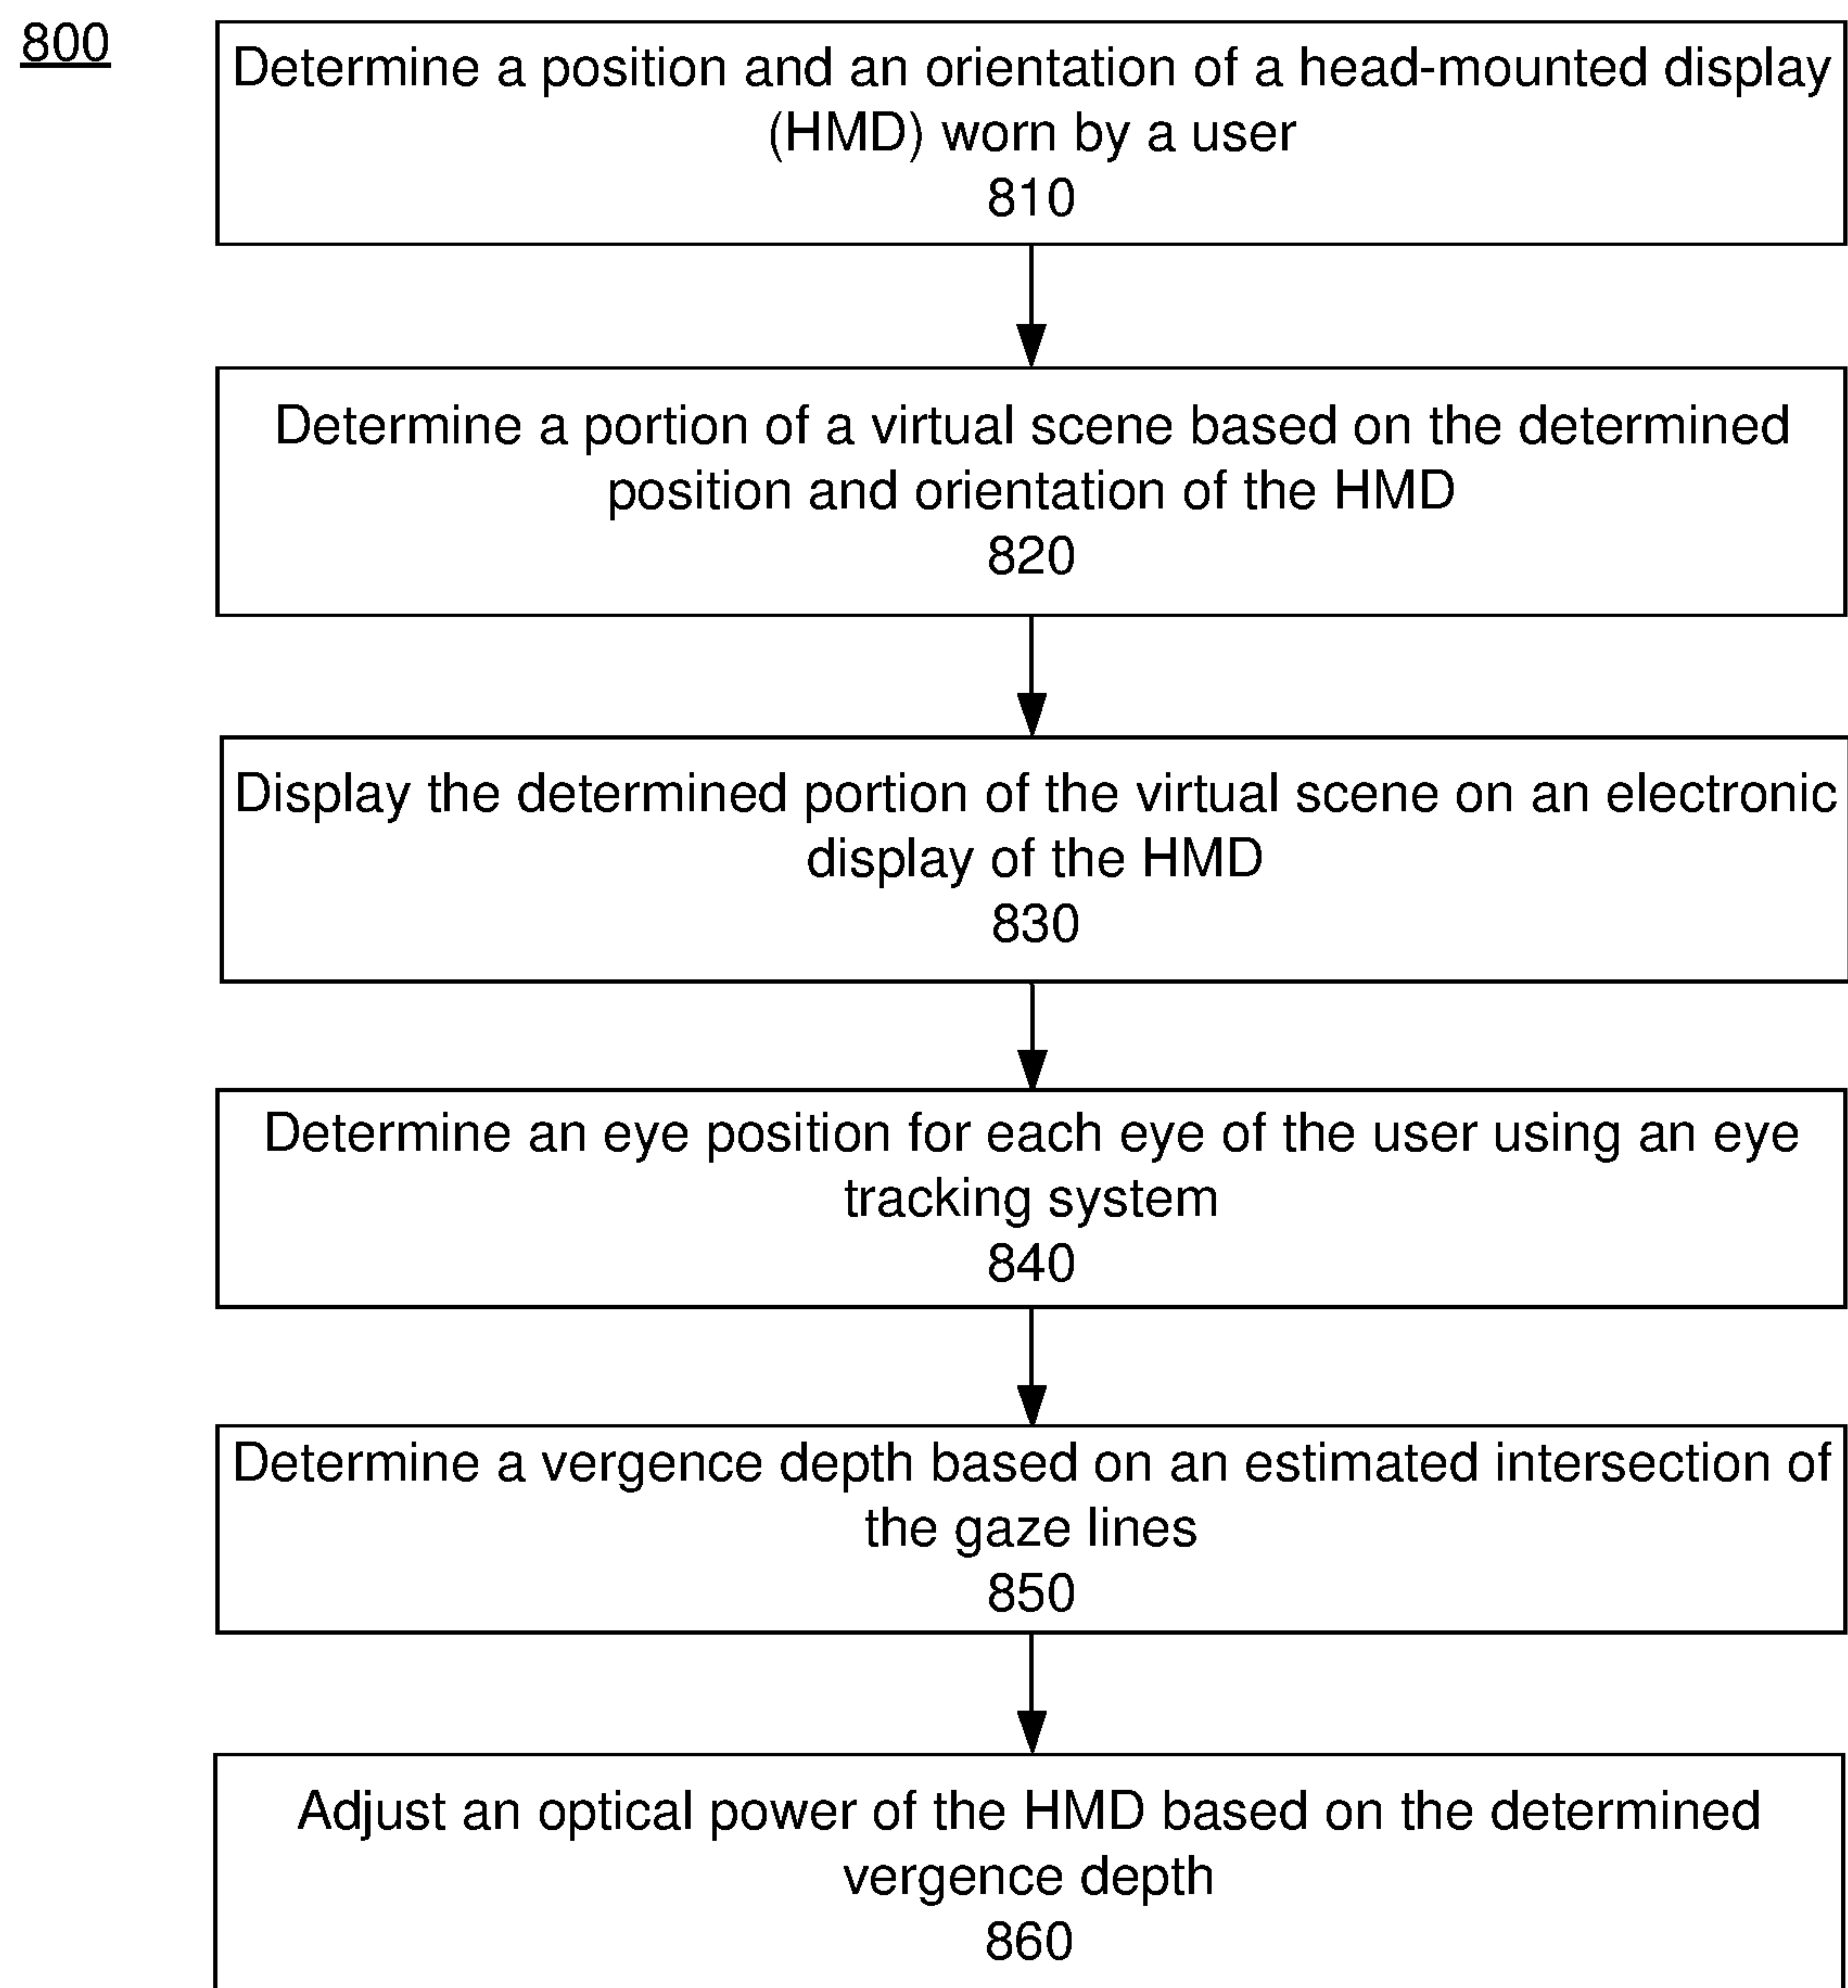 800
Determine a position and an orientation of a head-mounted display
(HMD) worn by a user
810
Determine a portion of a virtual scene based on the determined
position and orientation of the HMD
820
Display the determined portion of the virtual scene on an electronic
display of the HMD
830
Determine an eye position for each eye of the user using an eye
tracking system
840
Determine a vergence depth based on an estimated intersection of
the gaze lines
850
Adjust an optical power of the HMD based on the determined
vergence depth
860